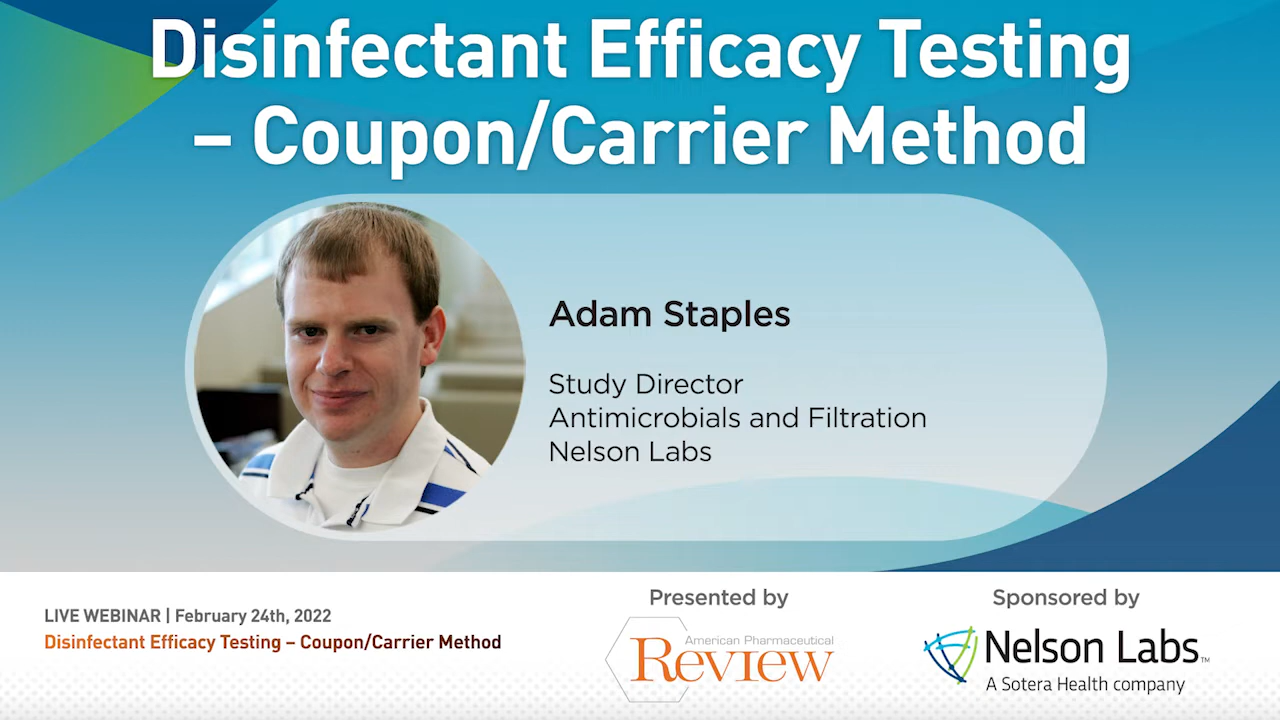 Disinfectant Efficacy Testing
– Coupon/Carrier Method
Adam Staples
Study Director
Antimicrobials and Filtration
Nelson Labs
LIVE WEBINAR | February 24th, 2022
Disinfectant Efficacy Testing – Coupon/Carrier Method
Presented by
American Pharmaceutical
Review
Sponsored by
Nelson Labs™
A Sotera Health company